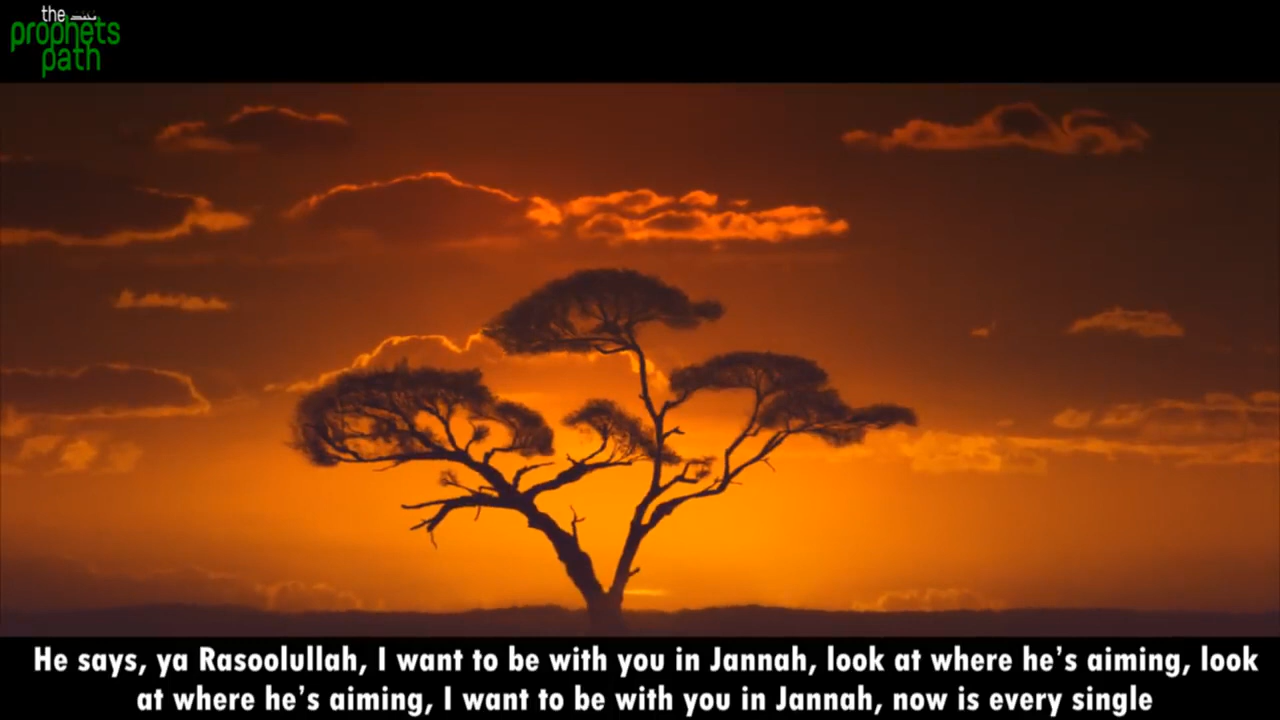 the محمد
prophets
path
He says, ya Rasoolullah, I want to be with you in Jannah, look at where he's aiming, look
at where he's aiming, I want to be with you in Jannah, now is every single